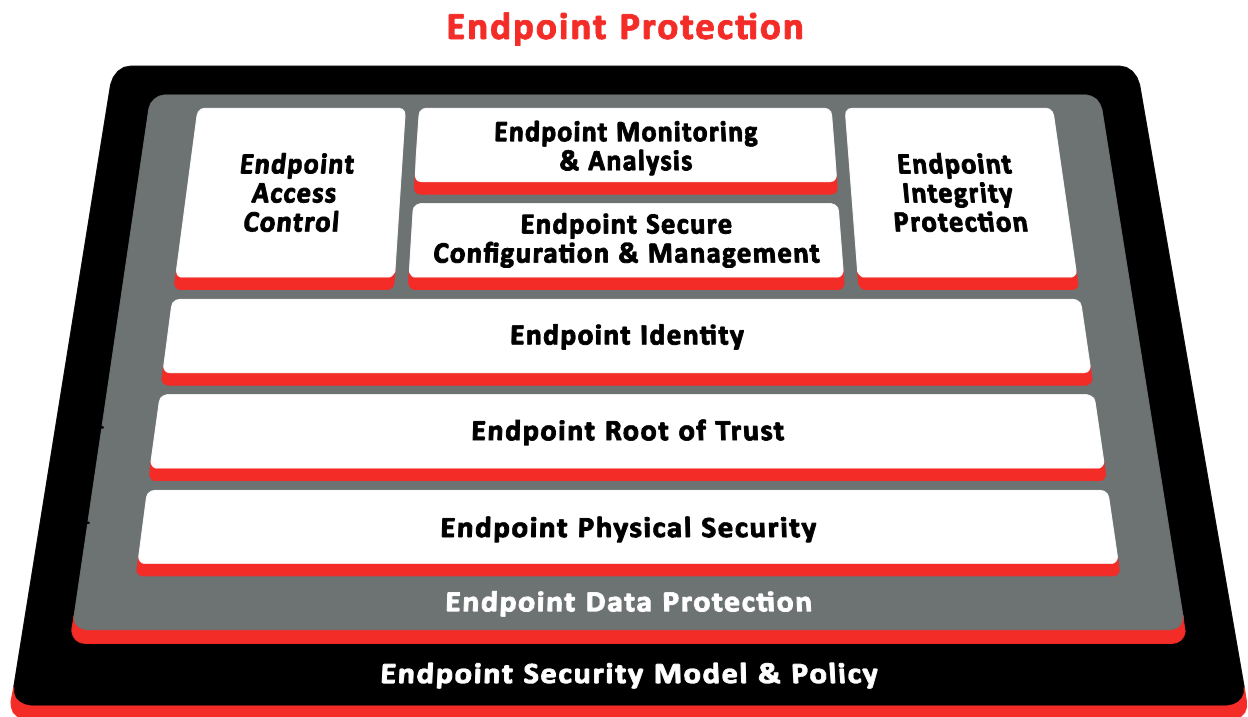 Endpoint Protection
Endpoint
Access
Control
Endpoint Monitoring
& Analysis
Endpoint Secure
Configuration & Management
Endpoint
Integrity
Protection
Endpoint Identity
Endpoint Root of Trust
Endpoint Physical Security
Endpoint Data Protection
Endpoint Security Model & Policy